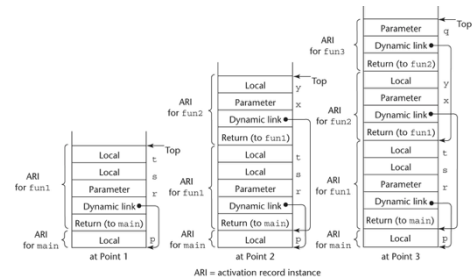 ARI
for fun1
Local
t
Local
s
Parameter
r
Dynamic link
Return (to main)
ARI
for main
Local
p
Top
at Point 1
ARI
for fun2
Local
y
Parameter
x
Dynamic link
Return (to fun1)
ARI
for fun1
Local
t
Local
s
Parameter
r
Dynamic link
Return (to main)
ARI
for main
Local
p
Top
at Point 2
ARI
for fun3
Parameter
q
Dynamic link
Return (to fun2)
ARI
for fun2
Local
y
Parameter
x
Dynamic link
Return (to fun1)
ARI
for fun1
Local
t
Local
s
Parameter
r
Dynamic link
Return (to main)
ARI
for main
Local
p
Top
at Point 3
ARI = activation record instance